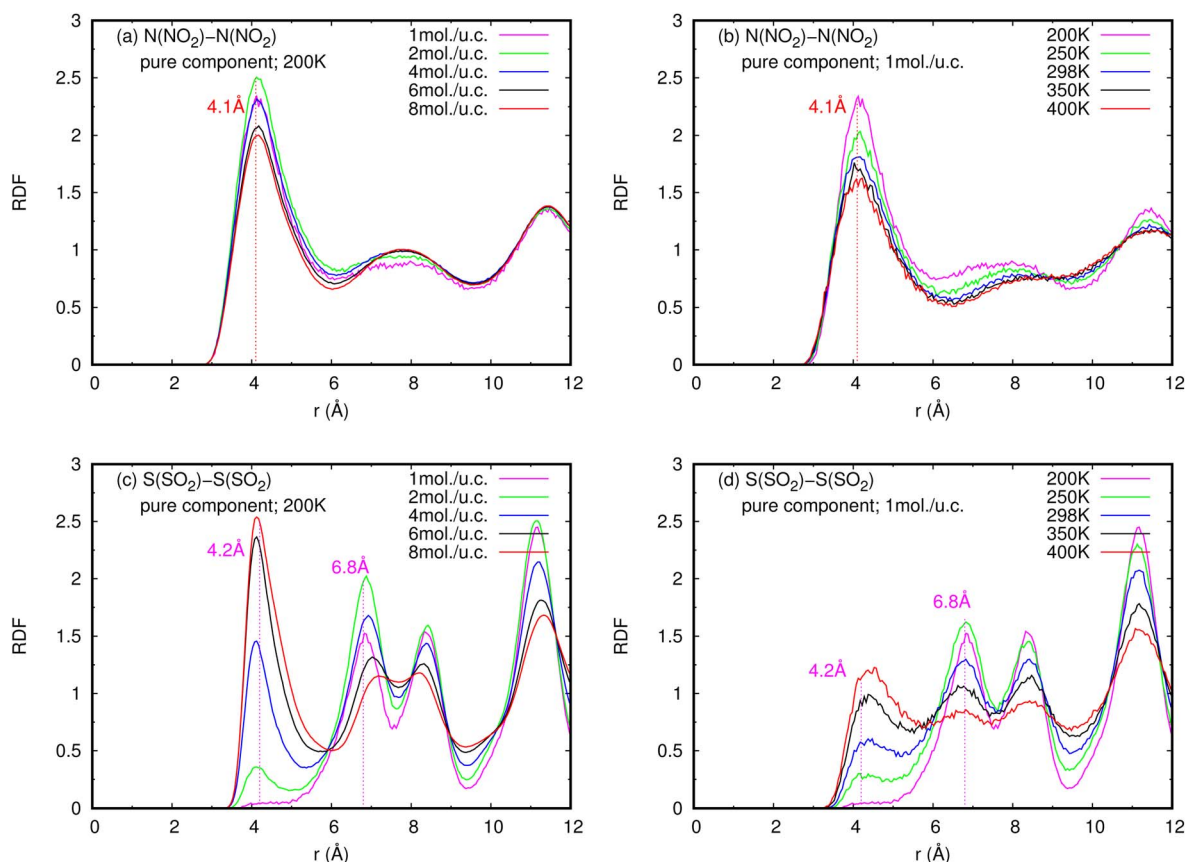 (a) N(NO₂)−N(NO₂)
pure component; 200K
1mol./u.c.
2mol./u.c.
4mol./u.c.
6mol./u.c.
8mol./u.c.
4.1Å
RDF
3
2.5
2
1.5
1
0.5
0
0 2 4 6 8 10 12
r (Å)
(b) N(NO₂)−N(NO₂)
pure component; 1mol./u.c.
200K
250K
298K
350K
400K
4.1Å
RDF
3
2.5
2
1.5
1
0.5
0
0 2 4 6 8 10 12
r (Å)
(c) S(SO₂)−S(SO₂)
pure component; 200K
1mol./u.c.
2mol./u.c.
4mol./u.c.
6mol./u.c.
8mol./u.c.
4.2Å
6.8Å
RDF
3
2.5
2
1.5
1
0.5
0
0 2 4 6 8 10 12
r (Å)
(d) S(SO₂)−S(SO₂)
pure component; 1mol./u.c.
200K
250K
298K
350K
400K
4.2Å
6.8Å
RDF
3
2.5
2
1.5
1
0.5
0
0 2 4 6 8 10 12
r (Å)